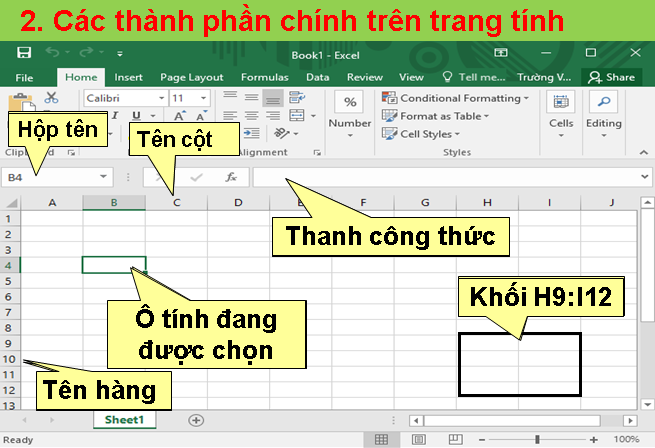 2. Các thành phần chính trên trang tính
Book1 - Excel
File Home Insert Page Layout Formulas Data Review View Tell me... Trường V... Share
Calibri 11
Conditional Formatting
Format as Table
Cell Styles
%
Number
Cells
Editing
Alignment
Styles
Hộp tên
Tên cột
B4
fx
A B C D F G H I J
Thanh công thức
1
2
3
4
5
6
7
8
9
10
11
12
13
Khối H9:I12
Ô tính đang
được chọn
Tên hàng
Sheet1
Ready
100%